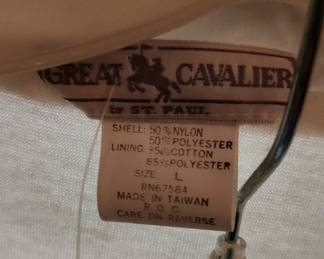 GREAT CAVALIER
by ST. PAUL
SHELL: 50% NYLON
50% POLYESTER
LINING: 35% COTTON
65% POLYESTER
SIZE: L
RN67584
MADE IN TAIWAN
R.O.C
CARE ON REVERSE